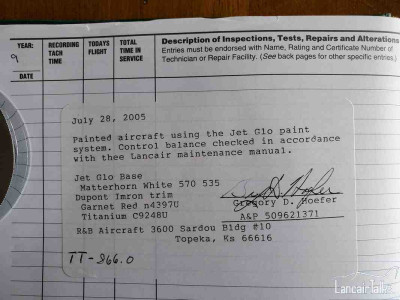 YEAR:
9
DATE
RECORDING TACH TIME
TODAYS FLIGHT
TOTAL TIME IN SERVICE
Description of Inspections, Tests, Repairs and Alterations
Entries must be endorsed with Name, Rating and Certificate Number of
Technician or Repair Facility. (See back pages for other specific entries.)
July 28, 2005
Painted aircraft using the Jet Glo paint
system. Control balance checked in accordance
with thee Lancair maintenance manual.
Jet Glo Base
Matterhorn White 570 535
Dupont Imron trim
Garnet Red n4397U
Titanium C9248U
Gregory D. Hoefer
A&P 509621371
R&B Aircraft 3600 Sardou Bldg #10
Topeka, Ks 66616
TT- 866.0
LancairTalk